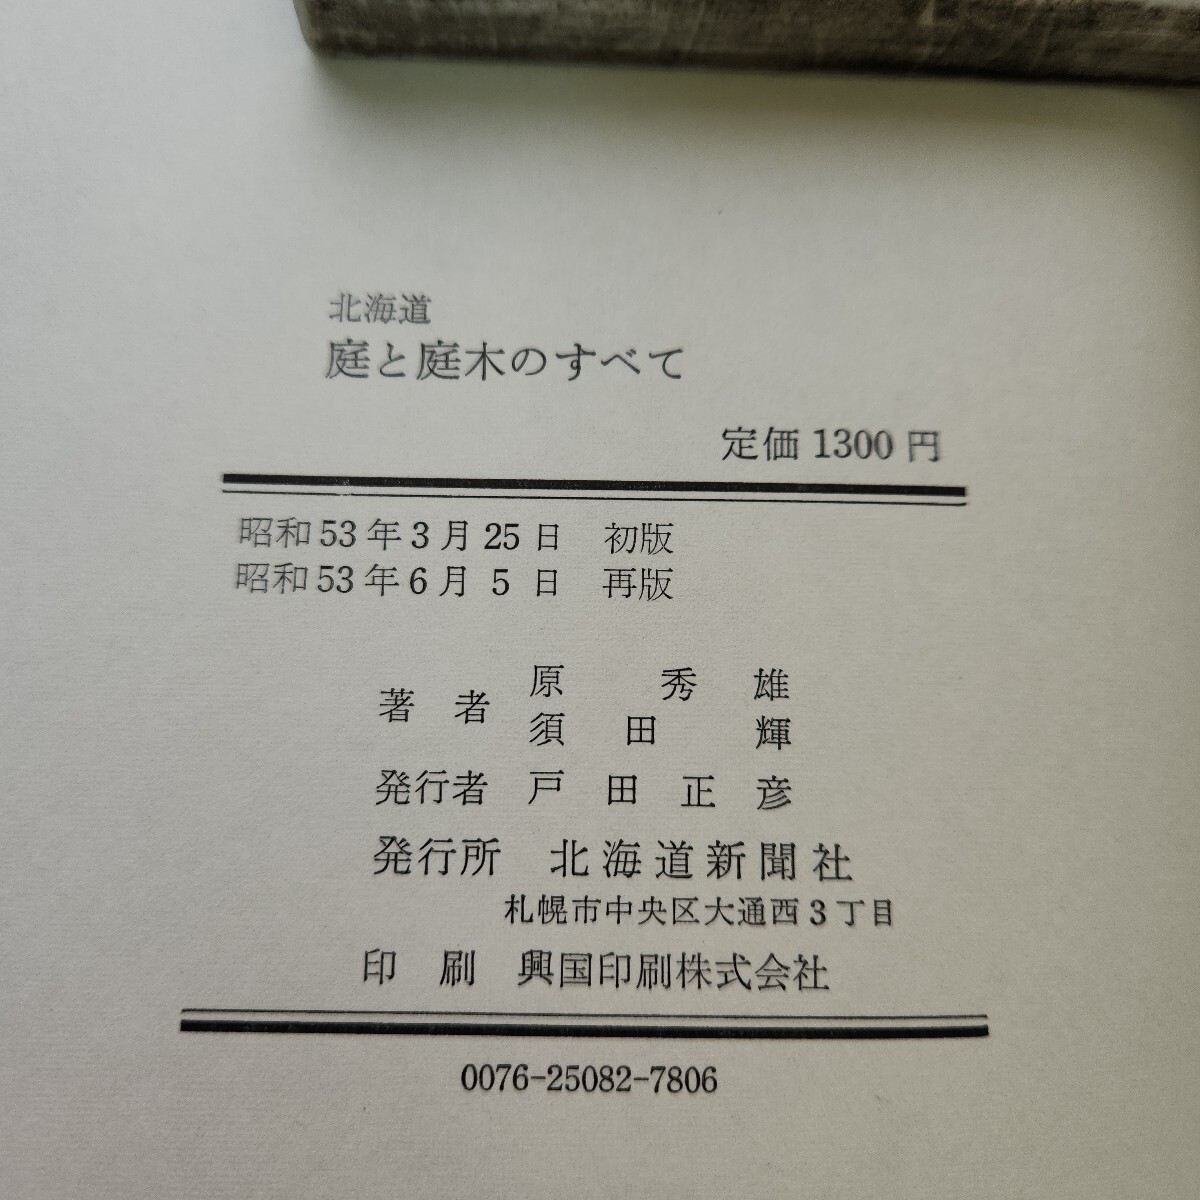 北海道
庭と庭木のすべて
定価 1300 円
昭和 53 年 3 月 25 日 初版
昭和 53 年 6 月 5 日 再版
著者 原 秀雄
須田 輝
発行者 戸田正彦
発行所 北海道新聞社
札幌市中央区大通西3丁目
印刷 興国印刷株式会社
0076-25082-7806